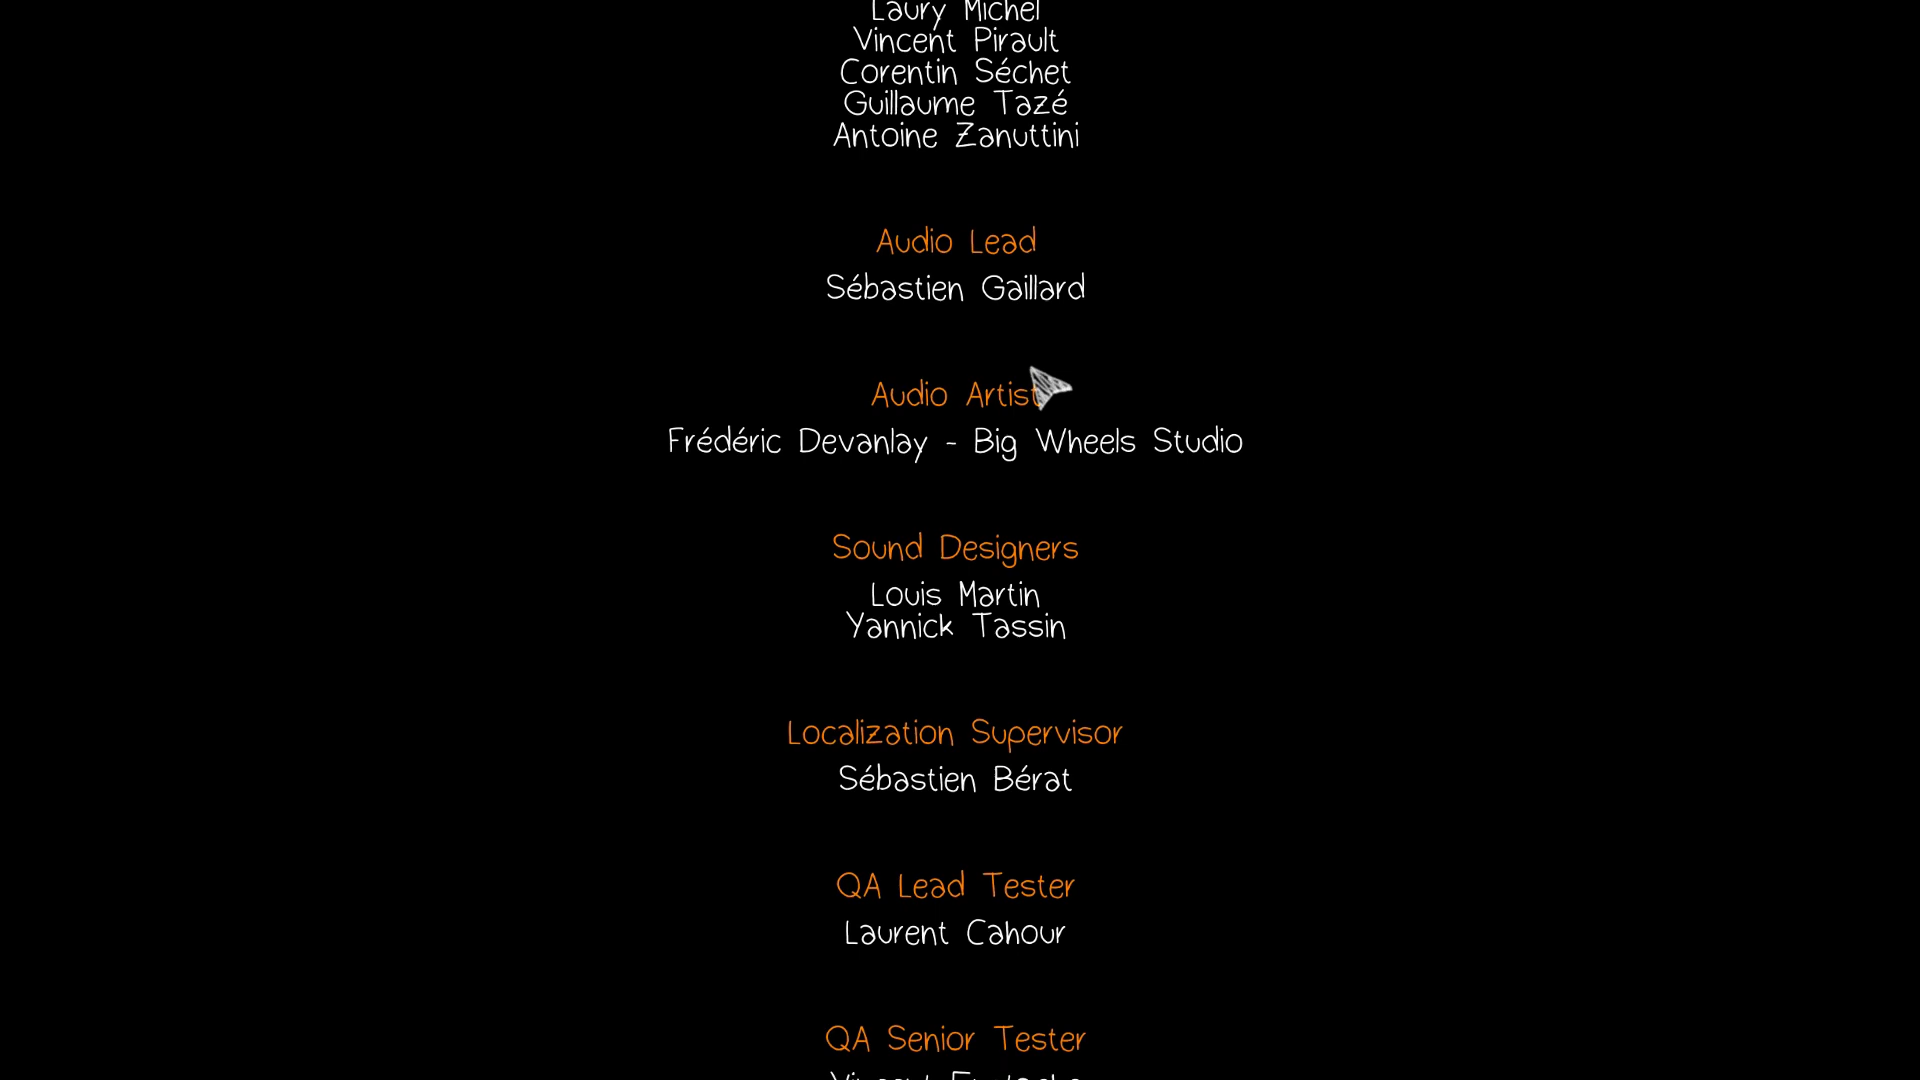 Laury Michel
Vincent Pirault
Corentin Séchet
Guillaume Tazé
Antoine Zanuttini
Audio Lead
Sébastien Gaillard
Audio Artist
Frédéric Devanlay - Big Wheels Studio
Sound Designers
Louis Martin
Yannick Tassin
Localization Supervisor
Sébastien Bérat
QA Lead Tester
Laurent Cahour
QA Senior Tester